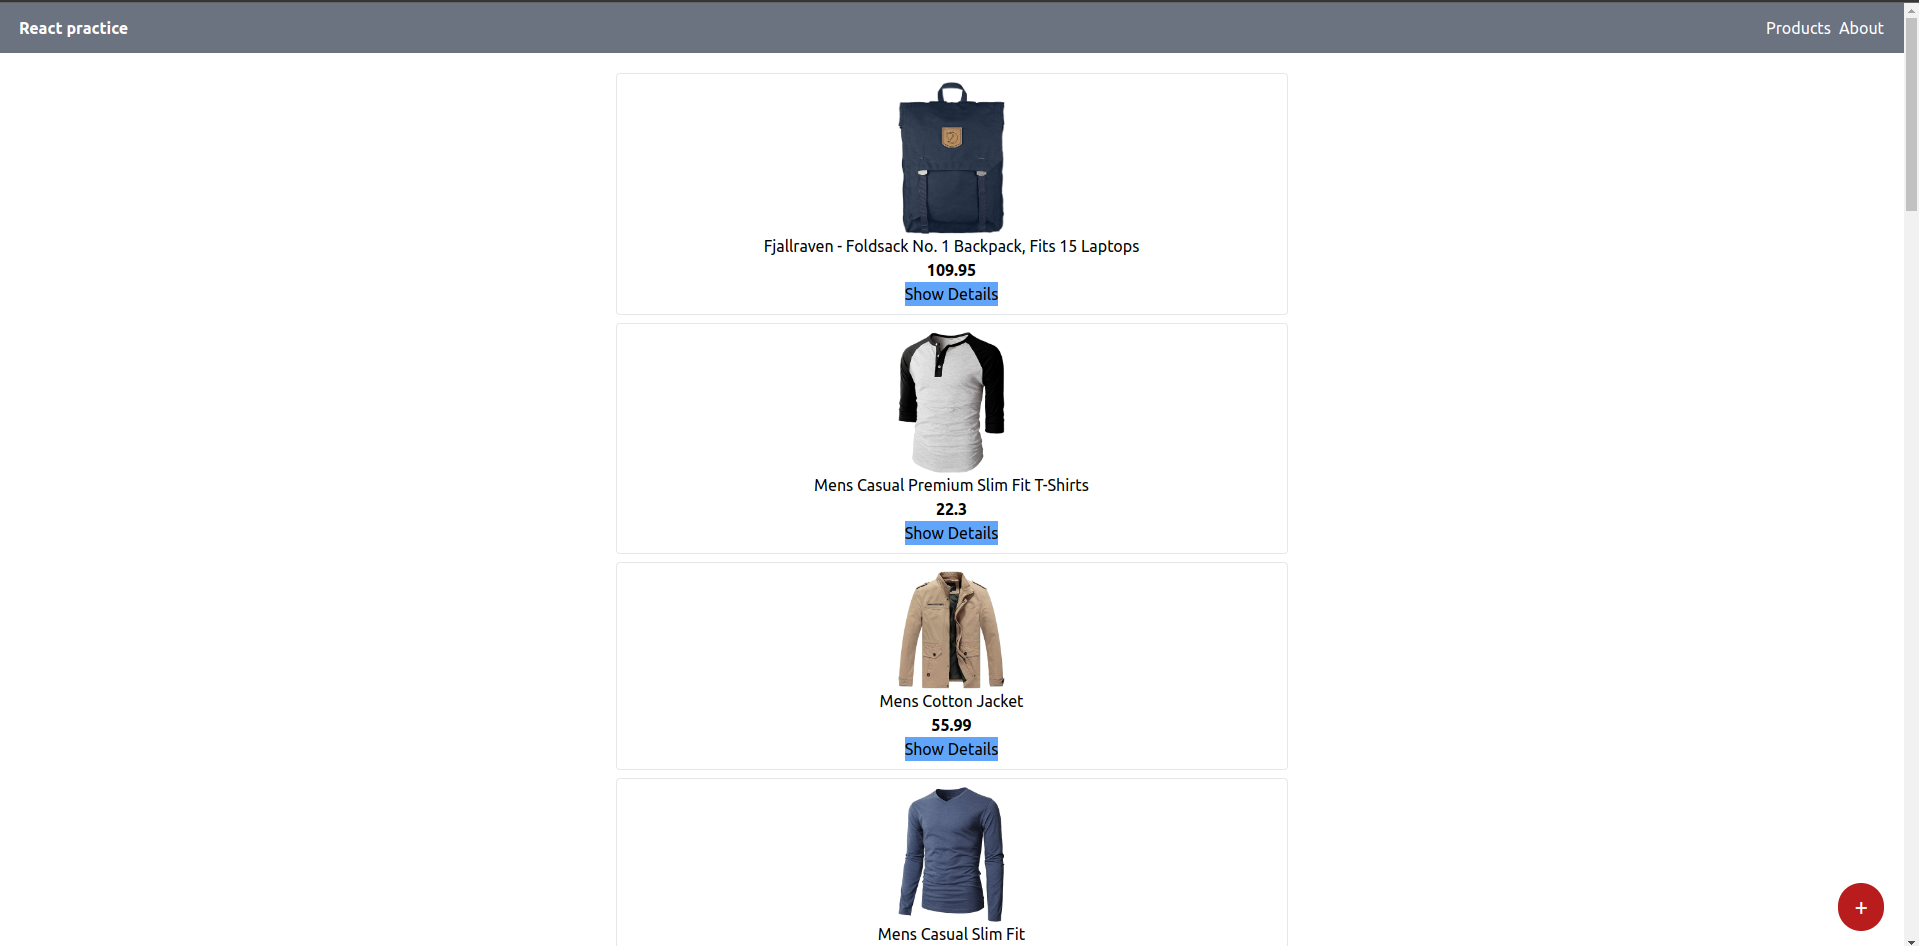 React practice
Products About
Fjallraven - Foldsack No. 1 Backpack, Fits 15 Laptops
109.95
Show Details
Mens Casual Premium Slim Fit T-Shirts
22.3
Show Details
Mens Cotton Jacket
55.99
Show Details
Mens Casual Slim Fit
+